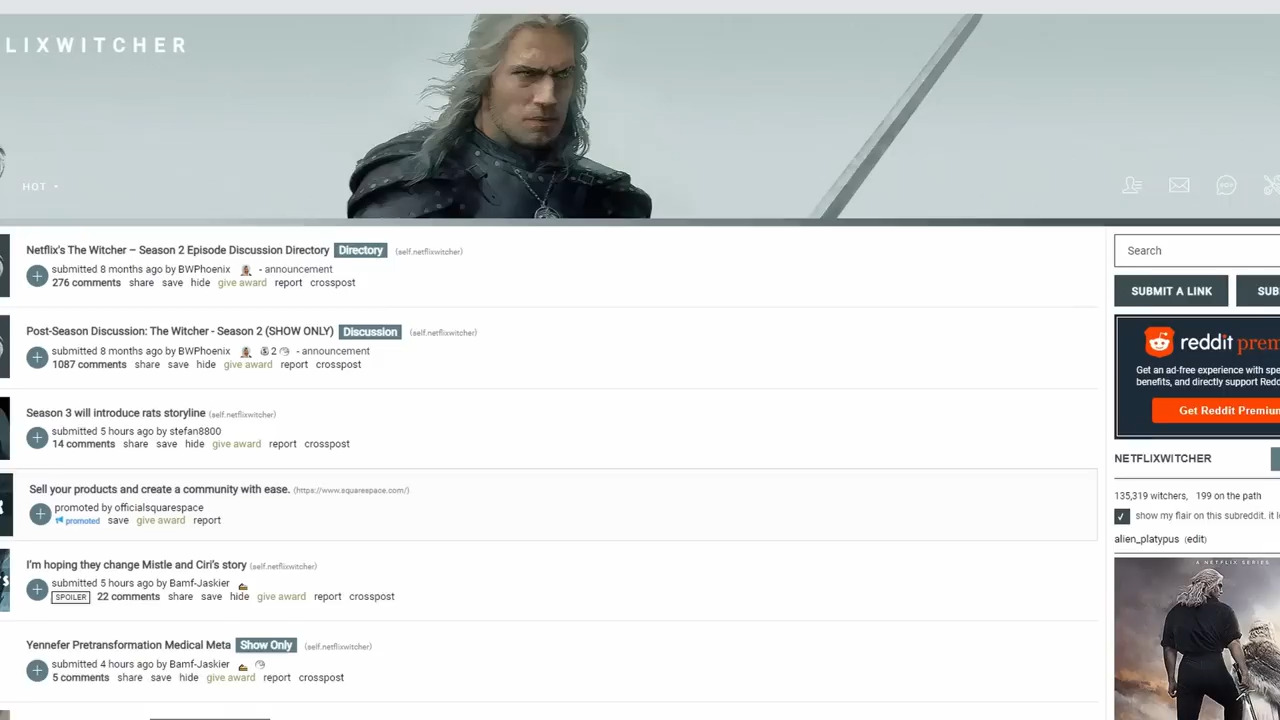 LIXWITCHER
HOT
Netflix's The Witcher – Season 2 Episode Discussion Directory Directory (self.netflixwitcher)
submitted 8 months ago by BWPhoenix - announcement
276 comments share save hide give award report crosspost
Post-Season Discussion: The Witcher - Season 2 (SHOW ONLY) Discussion (self.netflixwitcher)
submitted 8 months ago by BWPhoenix 2 - announcement
1087 comments share save hide give award report crosspost
Season 3 will introduce rats storyline (self.netflixwitcher)
submitted 5 hours ago by stefan8800
14 comments share save hide give award report crosspost
Sell your products and create a community with ease. (https://www.squarespace.com/)
promoted by officialsquarespace
promoted save give award report
I'm hoping they change Mistle and Ciri's story (self.netflixwitcher)
submitted 5 hours ago by Bamf-Jaskier
SPOILER 22 comments share save hide give award report crosspost
Yennefer Pretransformation Medical Meta Show Only (self.netflixwitcher)
submitted 4 hours ago by Bamf-Jaskier
5 comments share save hide give award report crosspost
Search
SUBMIT A LINK SUB
reddit prem
Get an ad-free experience with spe
benefits, and directly support Redd
Get Reddit Premium
NETFLIXWITCHER
135,319 witchers, 199 on the path
show my flair on this subreddit. it l
alien_platypus (edit)
A NETFLIX SERIES